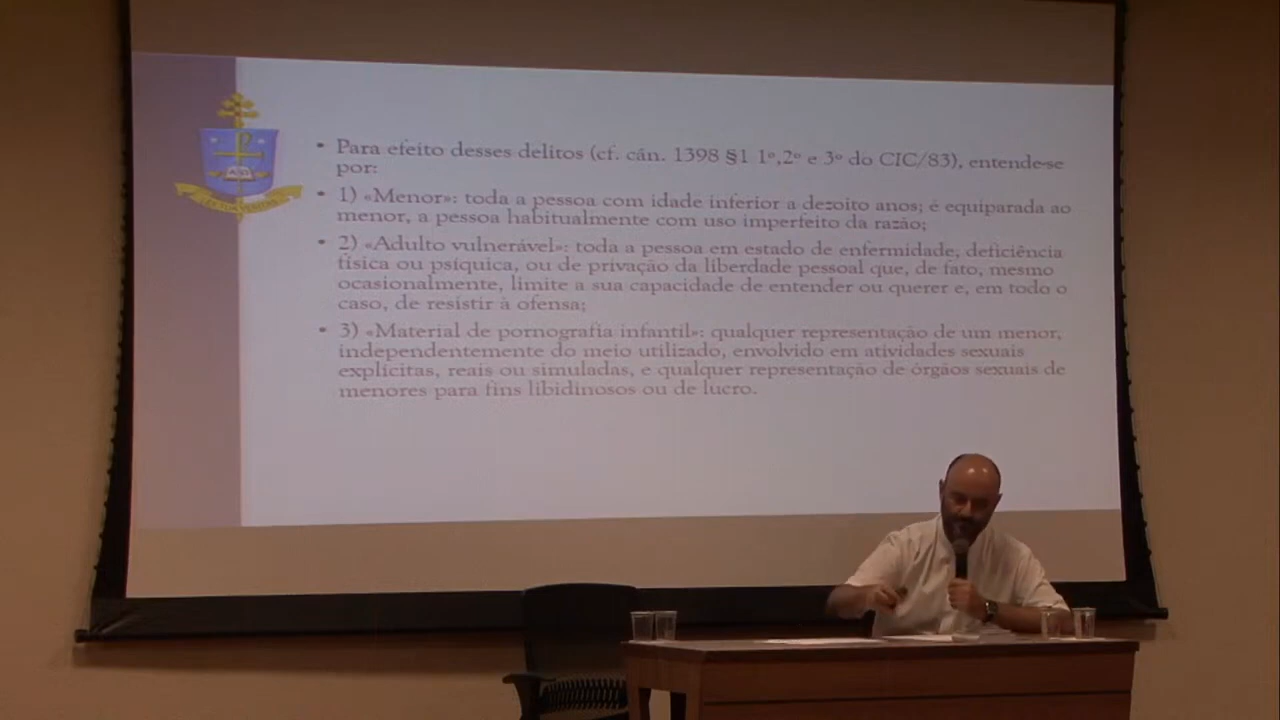 • Para efeito desses delitos (cf. cân. 1398 §1 1º,2º e 3º do CIC/83), entende-se
por:
• 1) «Menor»: toda a pessoa com idade inferior a dezoito anos; é equiparada ao
menor, a pessoa habitualmente com uso imperfeito da razão;
• 2) «Adulto vulnerável»: toda a pessoa em estado de enfermidade, deficiência
física ou psíquica, ou de privação da liberdade pessoal que, de fato, mesmo
ocasionalmente, limite a sua capacidade de entender ou querer e, em todo o
caso, de resistir à ofensa;
• 3) «Material de pornografia infantil»: qualquer representação de um menor,
independentemente do meio utilizado, envolvido em atividades sexuais
explícitas, reais ou simuladas, e qualquer representação de órgãos sexuais de
menores para fins libidinosos ou de lucro.